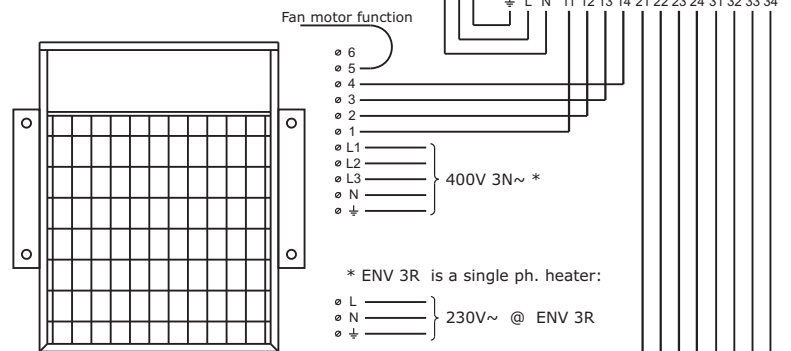 ⏚ L N 11 12 13 14 21 22 23 24 31 32 33 34
Fan motor function
6
5
4
3
2
1
L1
L2
L3
N
⏚
400V 3N~ *
* ENV 3R is a single ph. heater:
L
N
⏚
230V~ @ ENV 3R